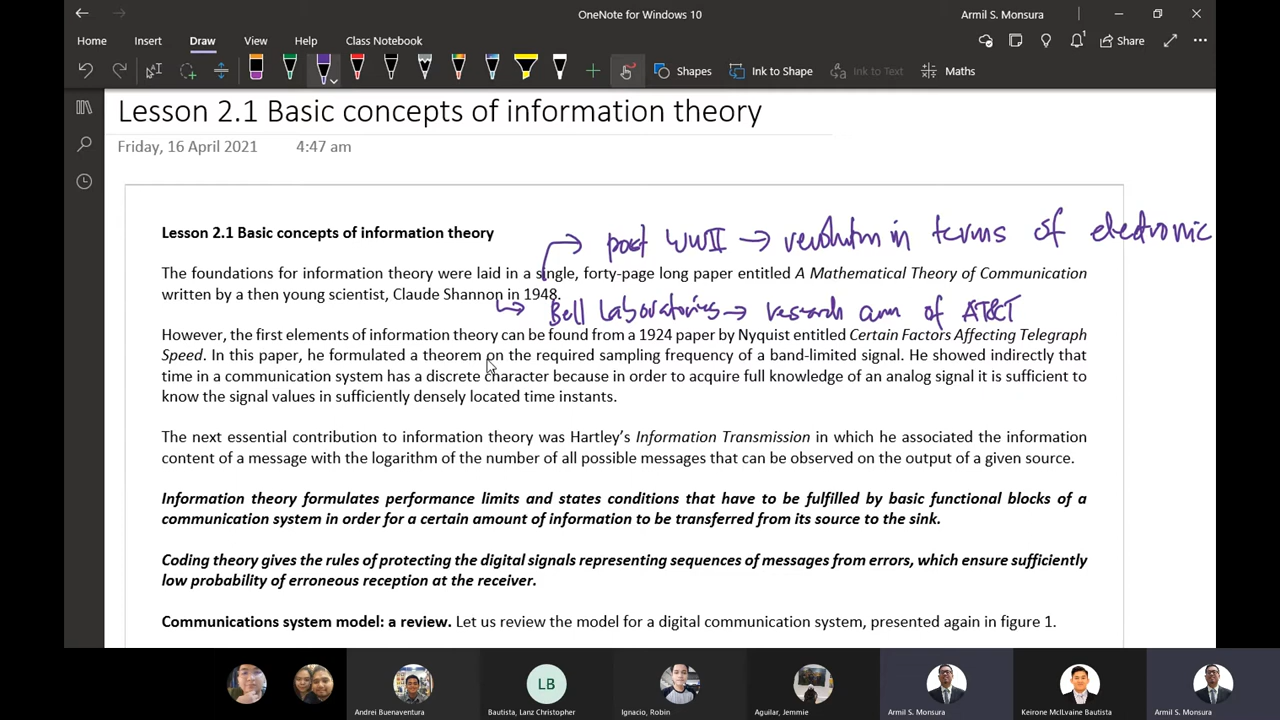 OneNote for Windows 10
Armil S. Monsura
Home Insert Draw View Help Class Notebook
Share
Shapes Ink to Shape Ink to Text Maths
Lesson 2.1 Basic concepts of information theory
Friday, 16 April 2021 4:47 am
post WWII → revolution in terms of electronic
Lesson 2.1 Basic concepts of information theory
The foundations for information theory were laid in a single, forty-page long paper entitled A Mathematical Theory of Communication
written by a then young scientist, Claude Shannon in 1948.
Bell Laboratories → research arm of AT&T
However, the first elements of information theory can be found from a 1924 paper by Nyquist entitled Certain Factors Affecting Telegraph
Speed. In this paper, he formulated a theorem on the required sampling frequency of a band-limited signal. He showed indirectly that
time in a communication system has a discrete character because in order to acquire full knowledge of an analog signal it is sufficient to
know the signal values in sufficiently densely located time instants.
The next essential contribution to information theory was Hartley's Information Transmission in which he associated the information
content of a message with the logarithm of the number of all possible messages that can be observed on the output of a given source.
Information theory formulates performance limits and states conditions that have to be fulfilled by basic functional blocks of a
communication system in order for a certain amount of information to be transferred from its source to the sink.
Coding theory gives the rules of protecting the digital signals representing sequences of messages from errors, which ensure sufficiently
low probability of erroneous reception at the receiver.
Communications system model: a review. Let us review the model for a digital communication system, presented again in figure 1.
LB
Andrei Buenaventura Bautista, Lanz Christopher Ignacio, Robin Aguilar, Jemmie Armil S. Monsura Keirone McIlvaine Bautista Armil S. Monsura